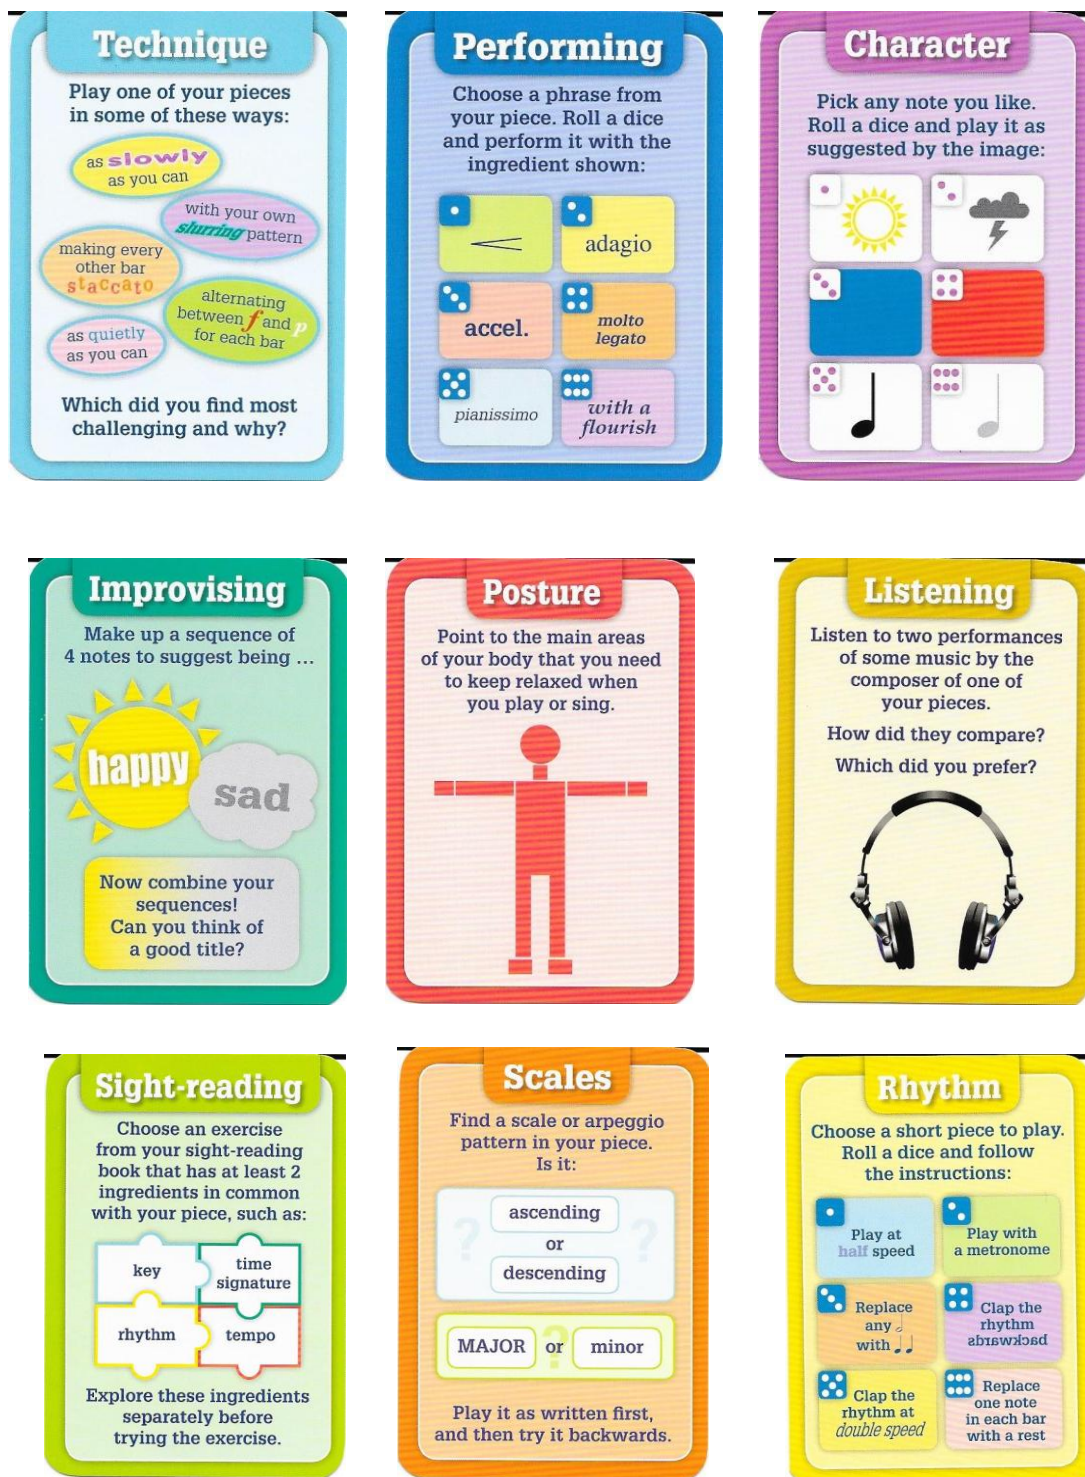 Technique
Play one of your pieces
in some of these ways:
as slowly
as you can
with your own
slurring pattern
making every
other bar
staccato
alternating
between f and p
for each bar
as quietly
as you can
Which did you find most
challenging and why?
Performing
Choose a phrase from
your piece. Roll a dice
and perform it with the
ingredient shown:
adagio
accel.
molto
legato
pianissimo
with a
flourish
Character
Pick any note you like.
Roll a dice and play it as
suggested by the image:
Improvising
Make up a sequence of
4 notes to suggest being ...
happy
sad
Now combine your
sequences!
Can you think of
a good title?
Posture
Point to the main areas
of your body that you need
to keep relaxed when
you play or sing.
Listening
Listen to two performances
of some music by the
composer of one of
your pieces.
How did they compare?
Which did you prefer?
Sight-reading
Choose an exercise
from your sight-reading
book that has at least 2
ingredients in common
with your piece, such as:
key
time
signature
rhythm
tempo
Explore these ingredients
separately before
trying the exercise.
Scales
Find a scale or arpeggio
pattern in your piece.
Is it:
? ascending ?
or
descending
MAJOR or ? minor
Play it as written first,
and then try it backwards.
Rhythm
Choose a short piece to play.
Roll a dice and follow
the instructions:
Play at
half speed
Play with
a metronome
Replace
any 𝅗𝅥
with ♩ ♩
Clap the
rhythm
backwards
Clap the
rhythm at
double speed
Replace
one note
in each bar
with a rest